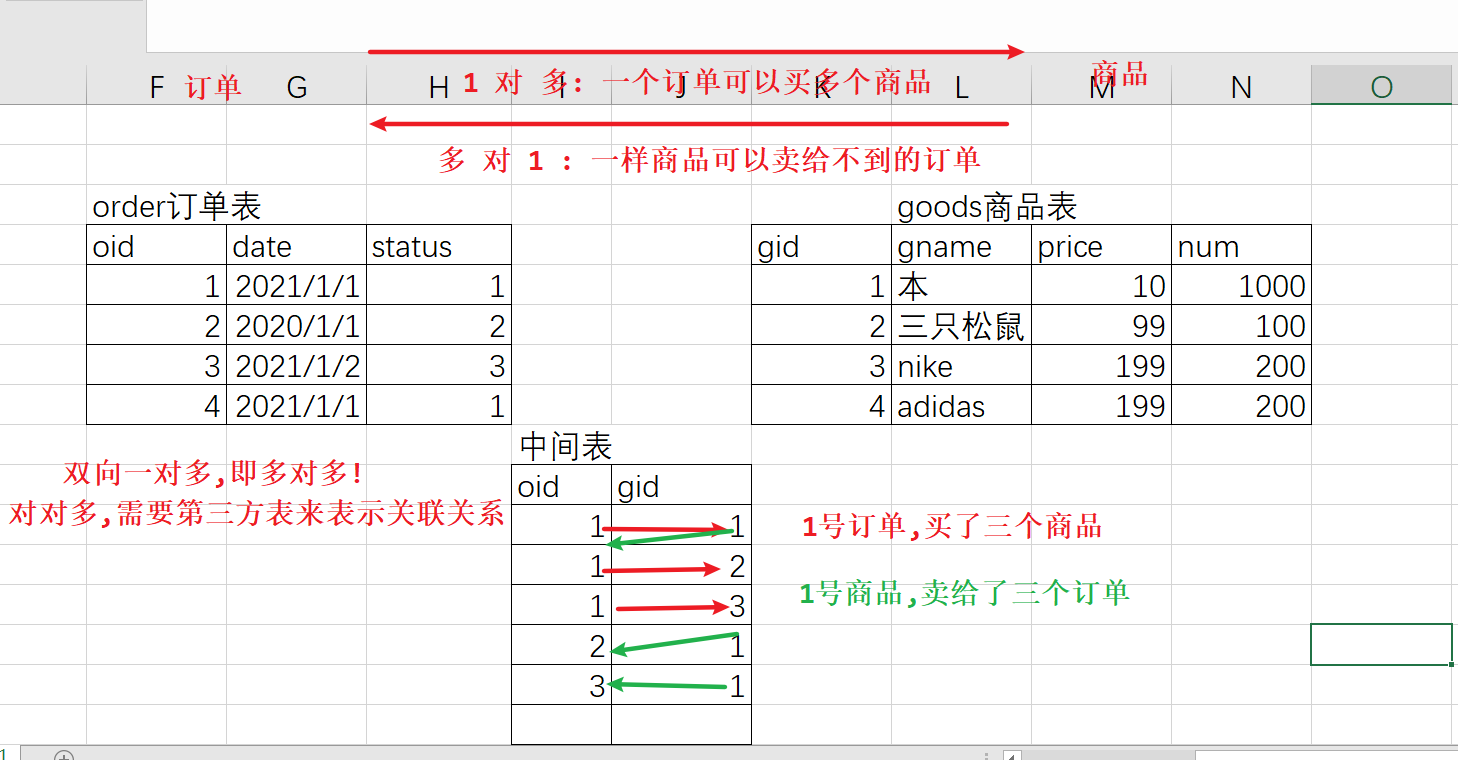 1 对 多: 一个订单可以买多个商品
F 订单 G H I J K L 商品 M N O
多 对 1 : 一样商品可以卖给不到的订单
order订单表 goods商品表
oid date status gid gname price num
1 2021/1/1 1 1 本 10 1000
2 2020/1/1 2 2 三只松鼠 99 100
3 2021/1/2 3 3 nike 199 200
4 2021/1/1 1 4 adidas 199 200
中间表
双向一对多,即多对多!
oid gid
对对多,需要第三方表来表示关联关系
1 1 1号订单,买了三个商品
1 2
1号商品,卖给了三个订单
1 3
2 1
3 1
1